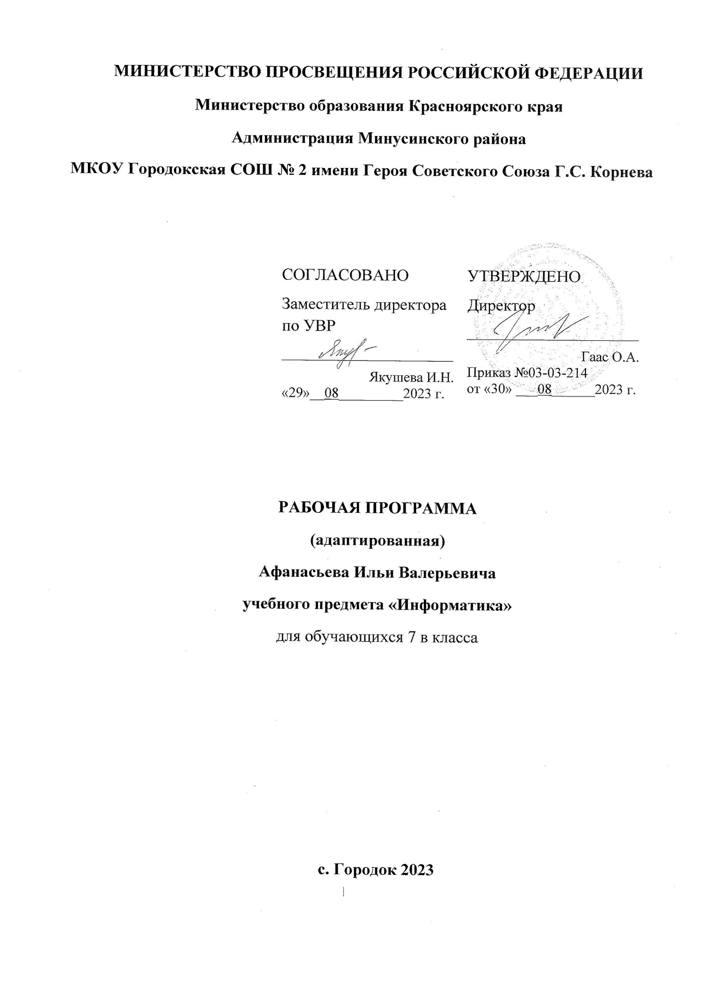 МИНИСТЕРСТВО ПРОСВЕЩЕНИЯ РОССИЙСКОЙ ФЕДЕРАЦИИ
Министерство образования Красноярского края
Администрация Минусинского района
МКОУ Городокская СОШ № 2 имени Героя Советского Союза Г.С. Корнева
СОГЛАСОВАНО
Заместитель директора
по УВР
Якушева И.Н.
«29»__08_________2023 г.
УТВЕРЖДЕНО
Директор
Гаас О.А.
Приказ №03-03-214
от «30» ___08______2023 г.
РАБОЧАЯ ПРОГРАММА
(адаптированная)
Афанасьева Ильи Валерьевича
учебного предмета «Информатика»
для обучающихся 7 в класса
с. Городок 2023